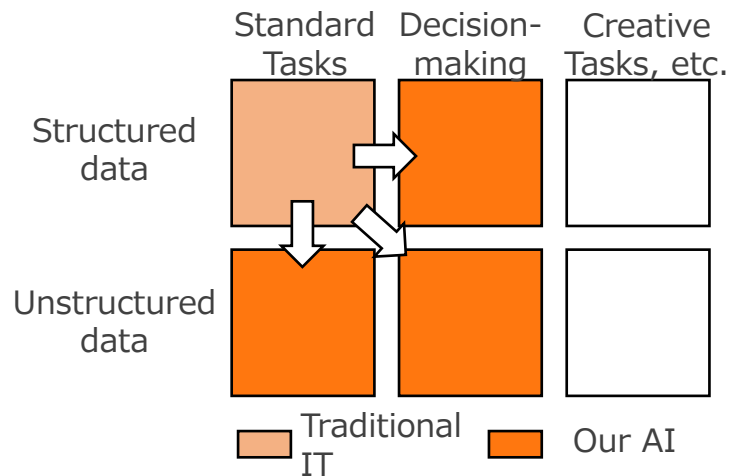 Standard Decision- Creative
Tasks making Tasks, etc.
Structured
data
Unstructured
data
Traditional
IT
Our AI